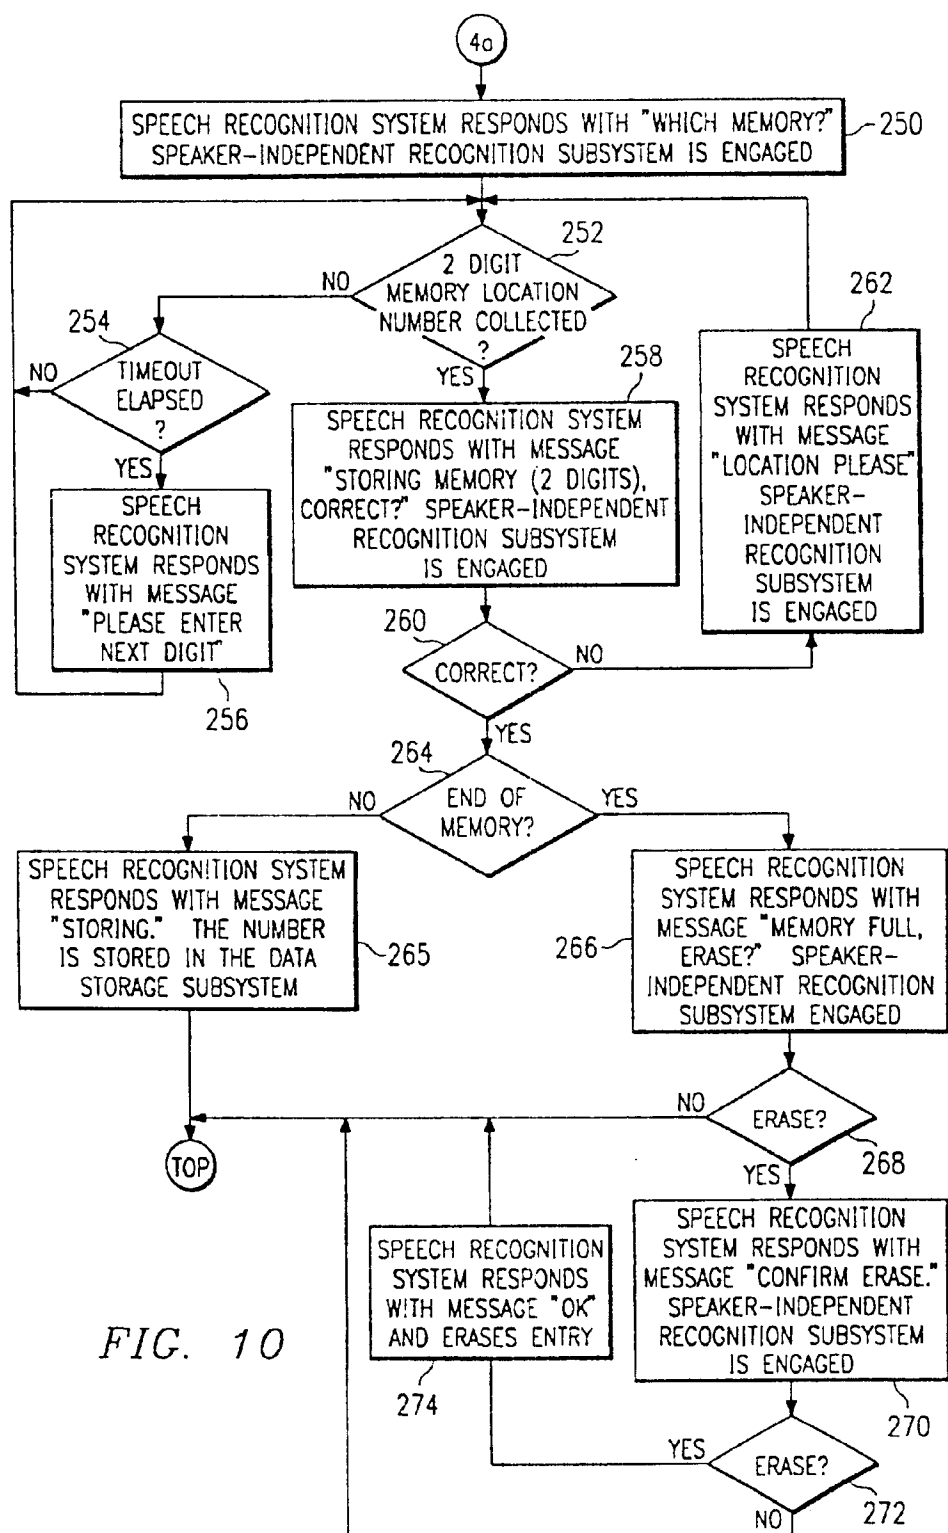 4a
SPEECH RECOGNITION SYSTEM RESPONDS WITH "WHICH MEMORY?"
SPEAKER-INDEPENDENT RECOGNITION SUBSYSTEM IS ENGAGED
250
252
2 DIGIT
MEMORY LOCATION
NUMBER COLLECTED
?
NO
YES
254
TIMEOUT
ELAPSED
?
NO
YES
SPEECH
RECOGNITION
SYSTEM RESPONDS
WITH MESSAGE
"PLEASE ENTER
NEXT DIGIT"
256
258
SPEECH RECOGNITION SYSTEM
RESPONDS WITH MESSAGE
"STORING MEMORY (2 DIGITS),
CORRECT?" SPEAKER-INDEPENDENT
RECOGNITION SUBSYSTEM
IS ENGAGED
262
SPEECH
RECOGNITION
SYSTEM RESPONDS
WITH MESSAGE
"LOCATION PLEASE"
SPEAKER-
INDEPENDENT
RECOGNITION
SUBSYSTEM
IS ENGAGED
260
CORRECT?
NO
YES
264
END OF
MEMORY?
NO
YES
SPEECH RECOGNITION SYSTEM
RESPONDS WITH MESSAGE
"STORING." THE NUMBER
IS STORED IN THE DATA
STORAGE SUBSYSTEM
265
266
SPEECH RECOGNITION
SYSTEM RESPONDS WITH
MESSAGE "MEMORY FULL,
ERASE?" SPEAKER-
INDEPENDENT RECOGNITION
SUBSYSTEM ENGAGED
NO
ERASE?
268
YES
TOP
SPEECH RECOGNITION
SYSTEM RESPONDS WITH
MESSAGE "CONFIRM ERASE."
SPEAKER-INDEPENDENT
RECOGNITION SUBSYSTEM
IS ENGAGED
270
SPEECH RECOGNITION
SYSTEM RESPONDS
WITH MESSAGE "OK"
AND ERASES ENTRY
274
FIG. 10
YES
ERASE?
272
NO